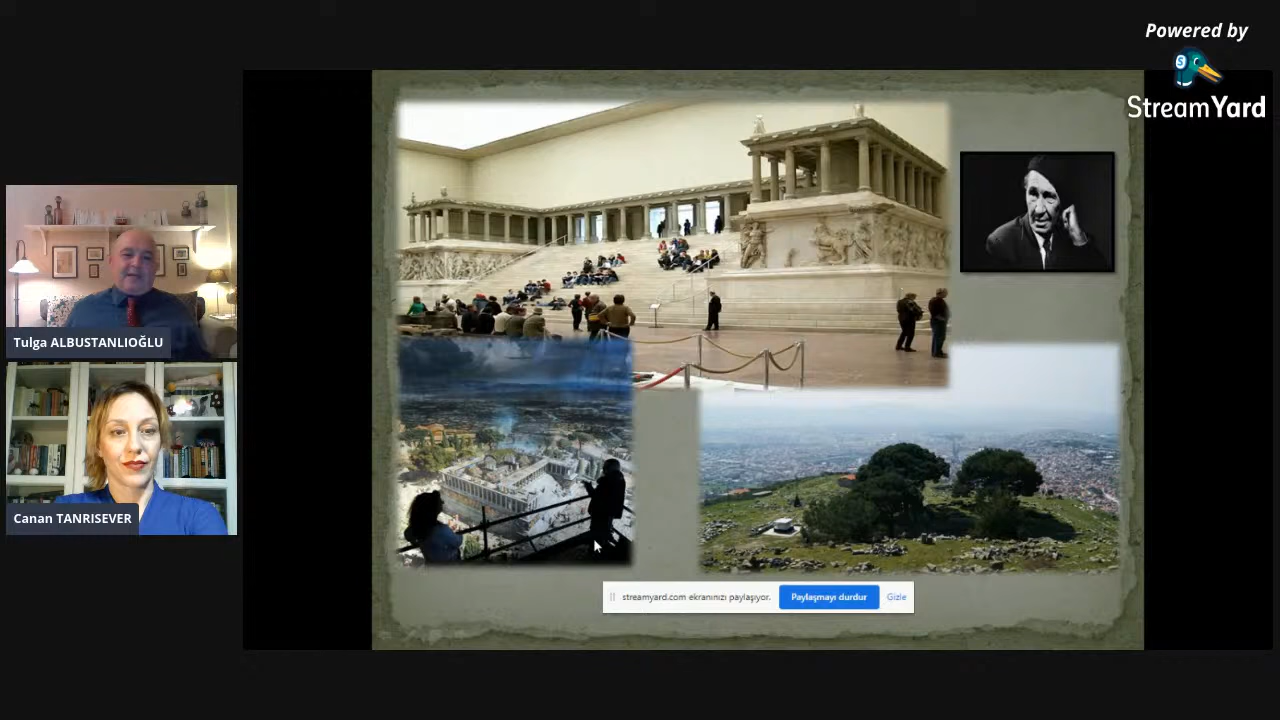 Powered by
StreamYard
Tulga ALBUSTANLIOĞLU
Canan TANRISEVER
streamyard.com ekranınızı paylaşıyor.
Paylaşmayı durdur
Gizle